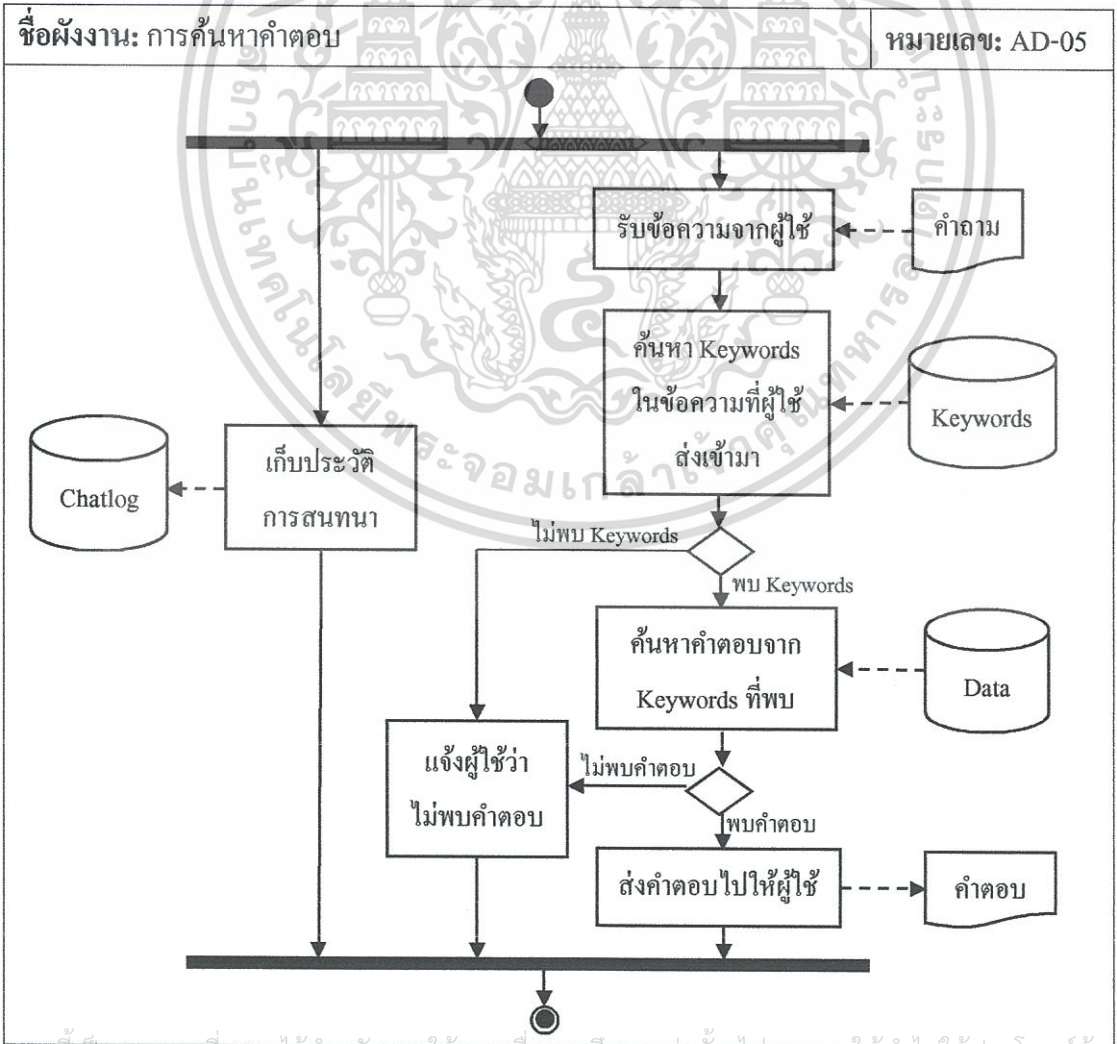 ชื่อผังงาน: การค้นหาคำตอบ
หมายเลข: AD-05
รับข้อความจากผู้ใช้
คำถาม
ค้นหา Keywords
ในข้อความที่ผู้ใช้
ส่งเข้ามา
Keywords
Chatlog
เก็บประวัติ
การสนทนา
ไม่พบ Keywords
พบ Keywords
ค้นหาคำตอบจาก
Keywords ที่พบ
Data
แจ้งผู้ใช้ว่า
ไม่พบคำตอบ
ไม่พบคำตอบ
พบคำตอบ
ส่งคำตอบไปให้ผู้ใช้
คำตอบ